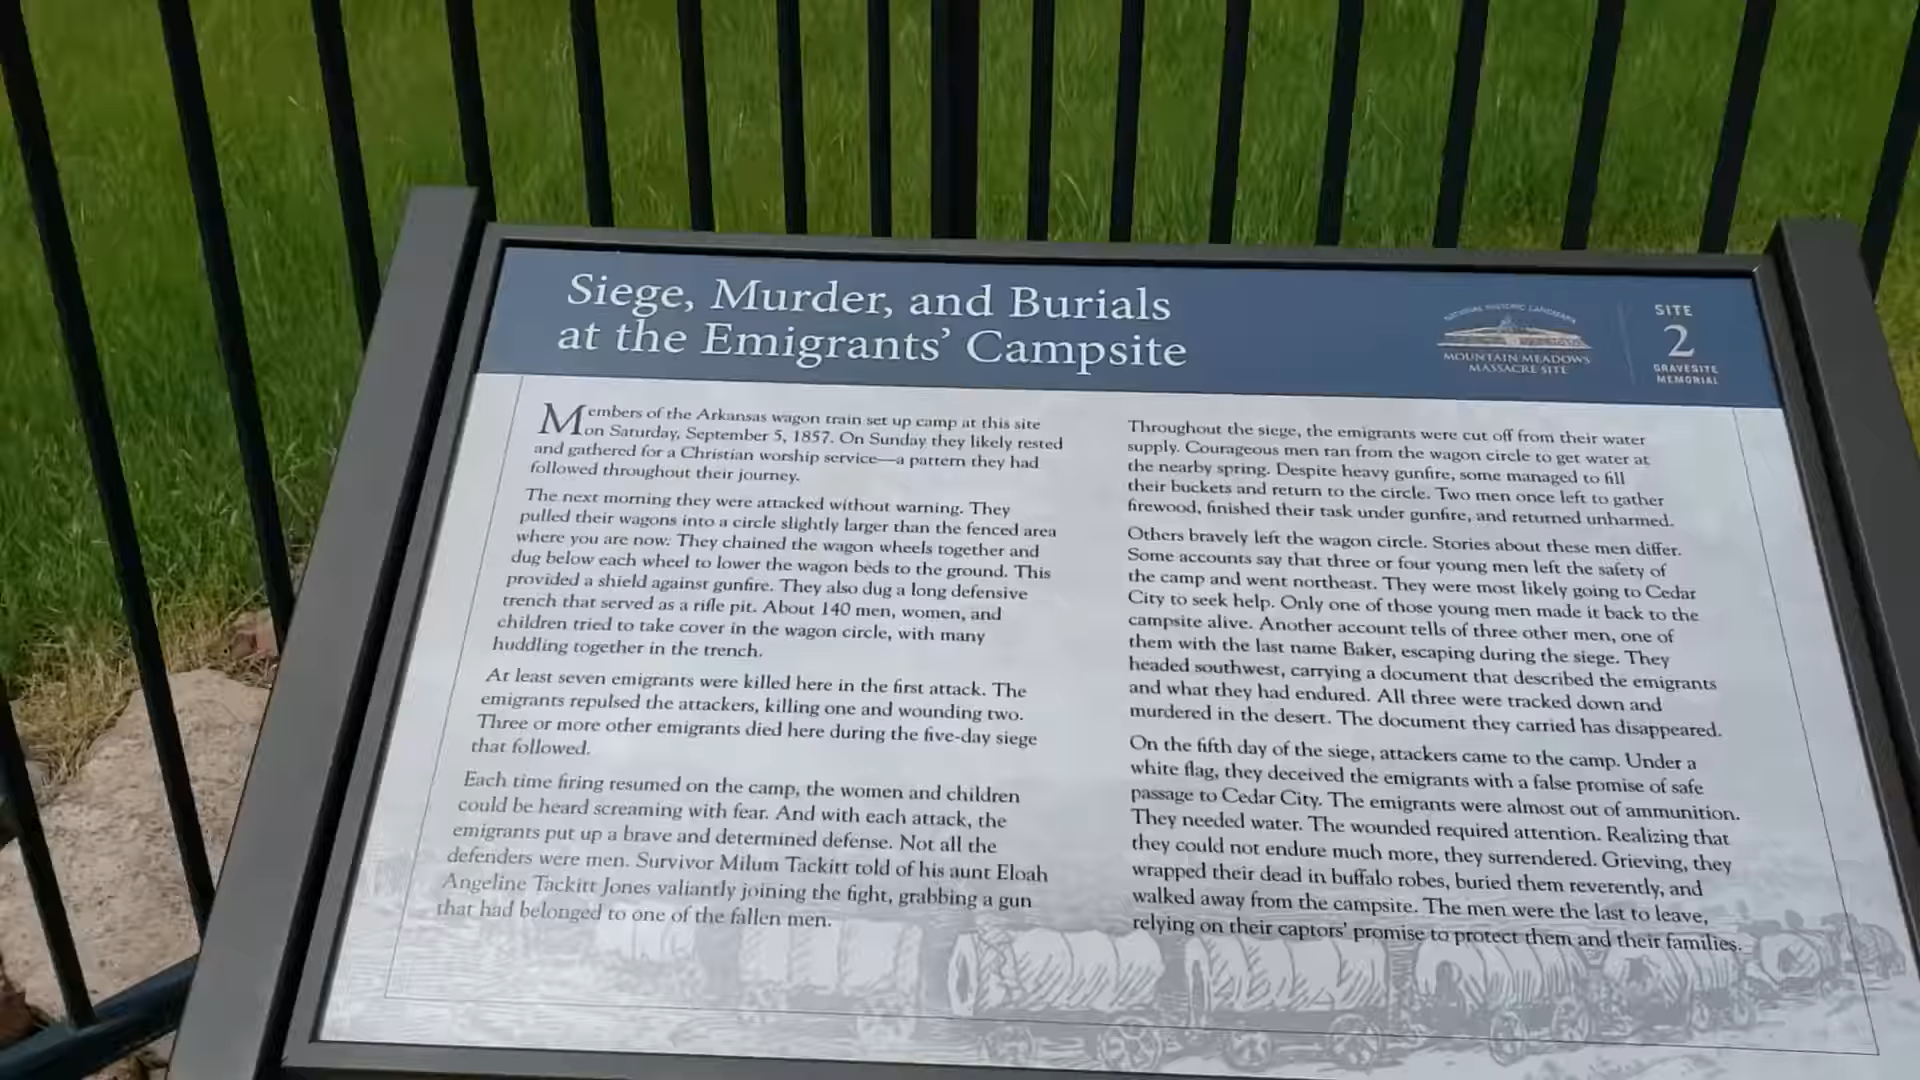 Siege, Murder, and Burials
at the Emigrants' Campsite
NATIONAL HISTORIC LANDMARK
MOUNTAIN MEADOWS
MASSACRE SITE
SITE
2
GRAVESITE
MEMORIAL
Members of the Arkansas wagon train set up camp at this site
on Saturday, September 5, 1857. On Sunday they likely rested
and gathered for a Christian worship service—a pattern they had
followed throughout their journey.
The next morning they were attacked without warning. They
pulled their wagons into a circle slightly larger than the fenced area
where you are now. They chained the wagon wheels together and
dug below each wheel to lower the wagon beds to the ground. This
provided a shield against gunfire. They also dug a long defensive
trench that served as a rifle pit. About 140 men, women, and
children tried to take cover in the wagon circle, with many
huddling together in the trench.
At least seven emigrants were killed here in the first attack. The
emigrants repulsed the attackers, killing one and wounding two.
Three or more other emigrants died here during the five-day siege
that followed.
Each time firing resumed on the camp, the women and children
could be heard screaming with fear. And with each attack, the
emigrants put up a brave and determined defense. Not all the
defenders were men. Survivor Milum Tackitt told of his aunt Eloah
Angeline Tackitt Jones valiantly joining the fight, grabbing a gun
that had belonged to one of the fallen men.
Throughout the siege, the emigrants were cut off from their water
supply. Courageous men ran from the wagon circle to get water at
the nearby spring. Despite heavy gunfire, some managed to fill
their buckets and return to the circle. Two men once left to gather
firewood, finished their task under gunfire, and returned unharmed.
Others bravely left the wagon circle. Stories about these men differ.
Some accounts say that three or four young men left the safety of
the camp and went northeast. They were most likely going to Cedar
City to seek help. Only one of those young men made it back to the
campsite alive. Another account tells of three other men, one of
them with the last name Baker, escaping during the siege. They
headed southwest, carrying a document that described the emigrants
and what they had endured. All three were tracked down and
murdered in the desert. The document they carried has disappeared.
On the fifth day of the siege, attackers came to the camp. Under a
white flag, they deceived the emigrants with a false promise of safe
passage to Cedar City. The emigrants were almost out of ammunition.
They needed water. The wounded required attention. Realizing that
they could not endure much more, they surrendered. Grieving, they
wrapped their dead in buffalo robes, buried them reverently, and
walked away from the campsite. The men were the last to leave,
relying on their captors' promise to protect them and their families.